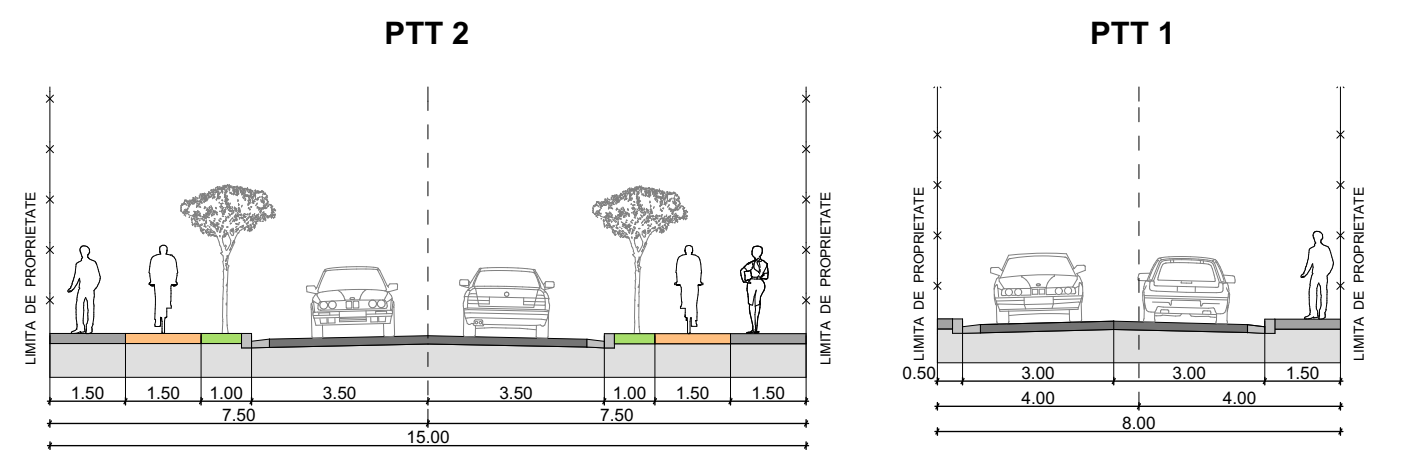 PTT 2
LIMITA DE PROPRIETATE
LIMITA DE PROPRIETATE
1.50 1.50 1.00 3.50 3.50 1.00 1.50 1.50
7.50 7.50
15.00
PTT 1
LIMITA DE PROPRIETATE
LIMITA DE PROPRIETATE
0.50 3.00 3.00 1.50
4.00 4.00
8.00